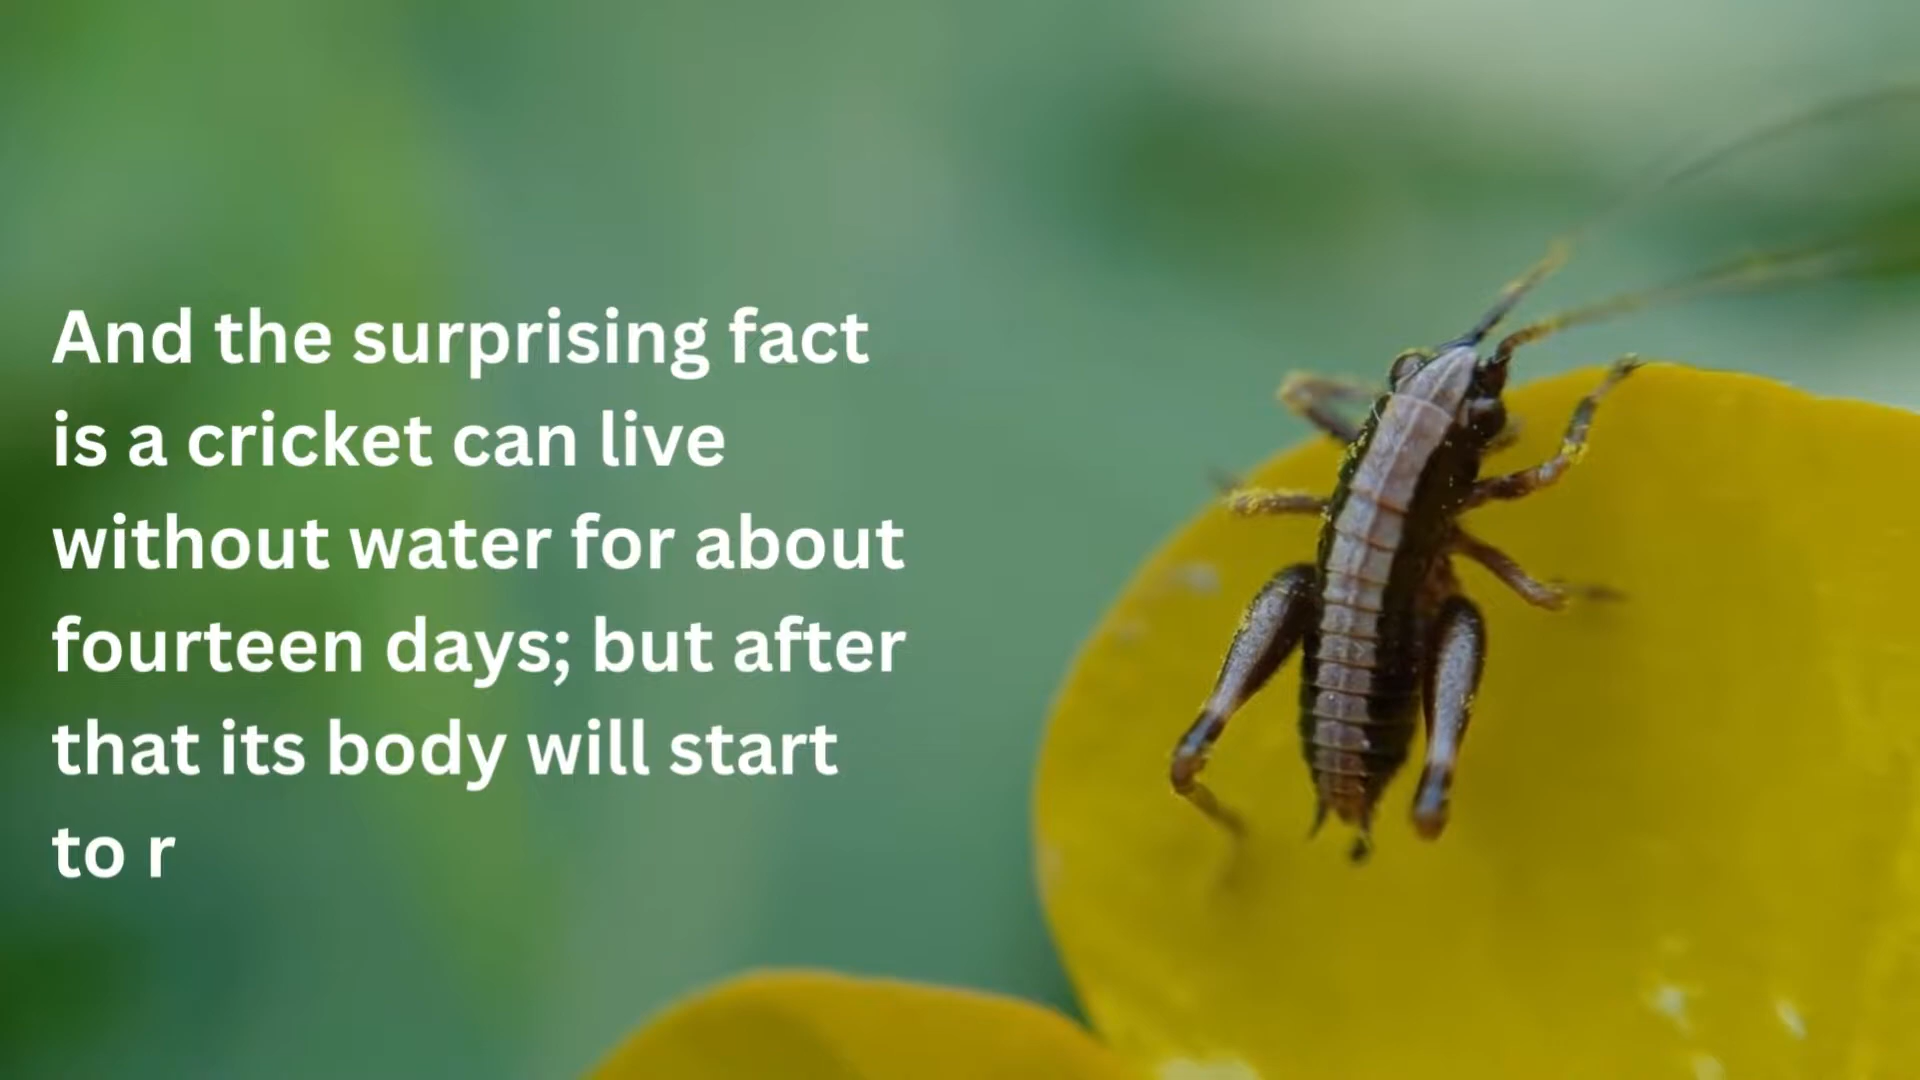 And the surprising fact
is a cricket can live
without water for about
fourteen days; but after
that its body will start
to r